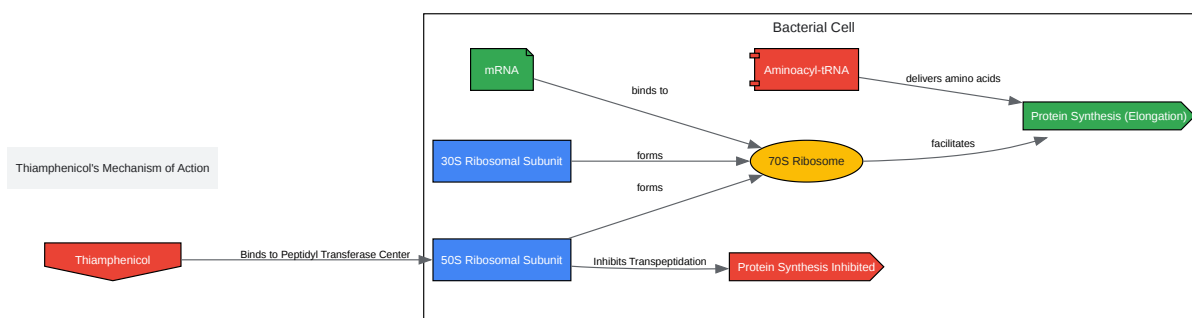 Bacterial Cell
mRNA
Aminoacyl-tRNA
delivers amino acids
binds to
Protein Synthesis (Elongation)
30S Ribosomal Subunit
forms
70S Ribosome
facilitates
Thiamphenicol's Mechanism of Action
forms
Thiamphenicol
Binds to Peptidyl Transferase Center
50S Ribosomal Subunit
Inhibits Transpeptidation
Protein Synthesis Inhibited